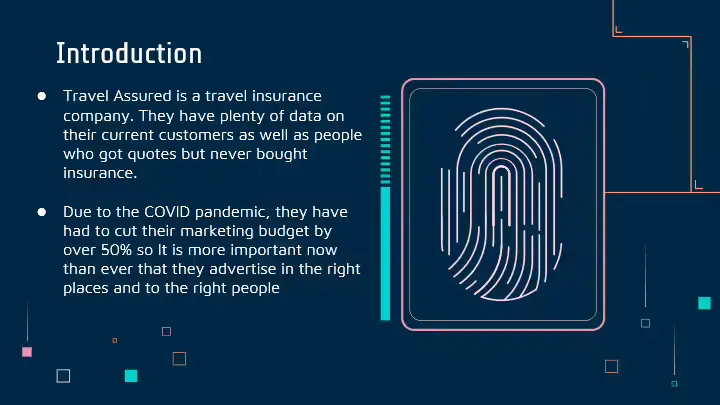 Introduction
● Travel Assured is a travel insurance
company. They have plenty of data on
their current customers as well as people
who got quotes but never bought
insurance.
● Due to the COVID pandemic, they have
had to cut their marketing budget by
over 50% so It is more important now
than ever that they advertise in the right
places and to the right people